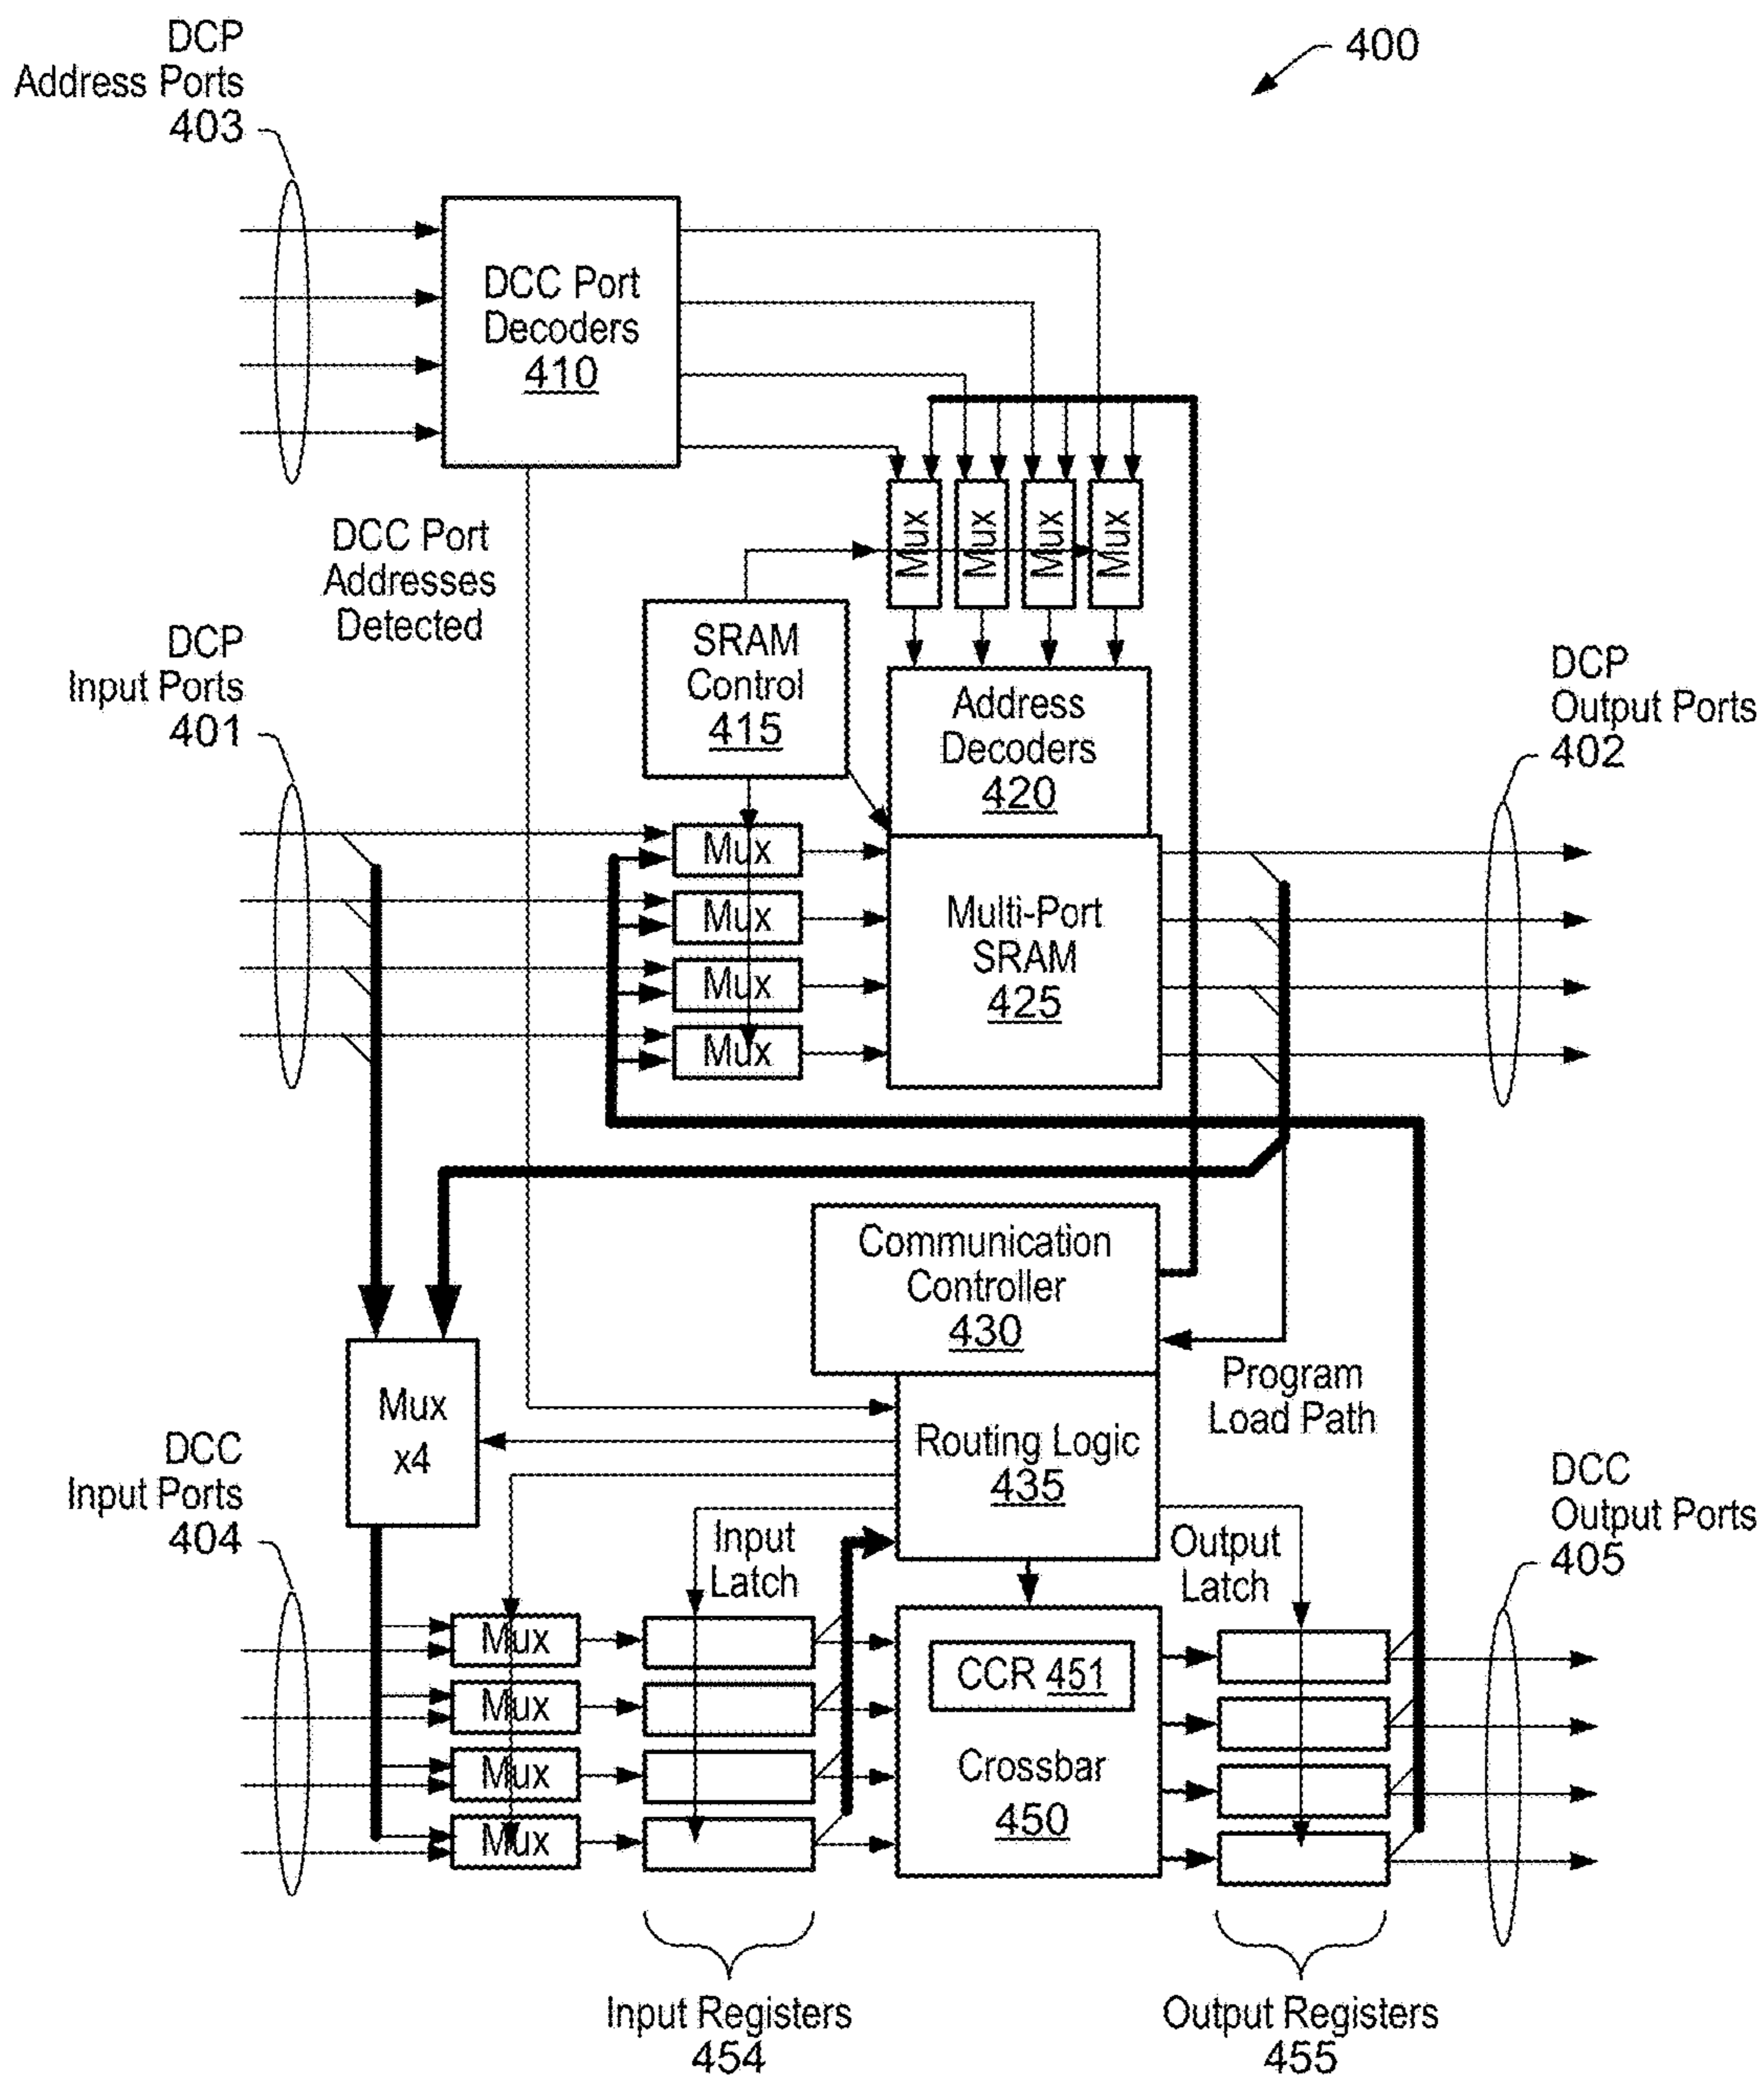 400
DCP
Address Ports
403
DCC Port
Decoders
410
DCC Port
Addresses
Detected
Mux
Mux
Mux
Mux
SRAM
Control
415
Address
Decoders
420
DCP
Input Ports
401
DCP
Output Ports
402
Mux
Mux
Mux
Mux
Multi-Port
SRAM
425
Communication
Controller
430
Program
Load Path
Mux
x4
Routing Logic
435
DCC
Input Ports
404
Input
Latch
Output
Latch
DCC
Output Ports
405
Mux
Mux
Mux
Mux
CCR 451
Crossbar
450
Input Registers
454
Output Registers
455